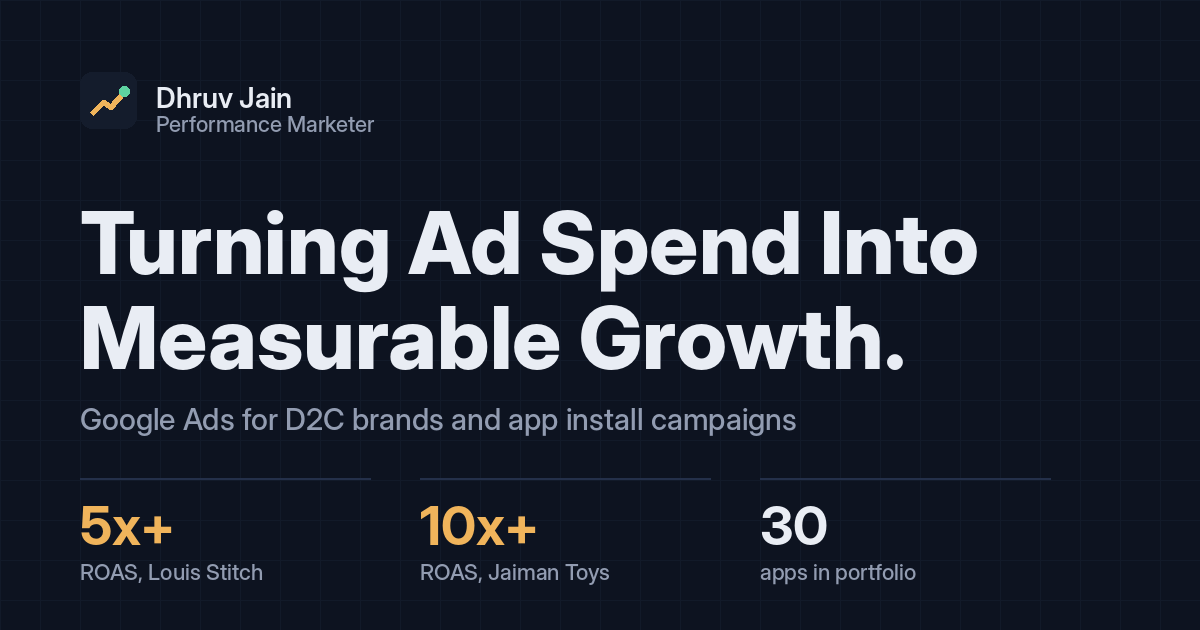 Dhruv Jain
Performance Marketer
Turning Ad Spend Into
Measurable Growth.
Google Ads for D2C brands and app install campaigns
5x+
ROAS, Louis Stitch
10x+
ROAS, Jaiman Toys
30
apps in portfolio